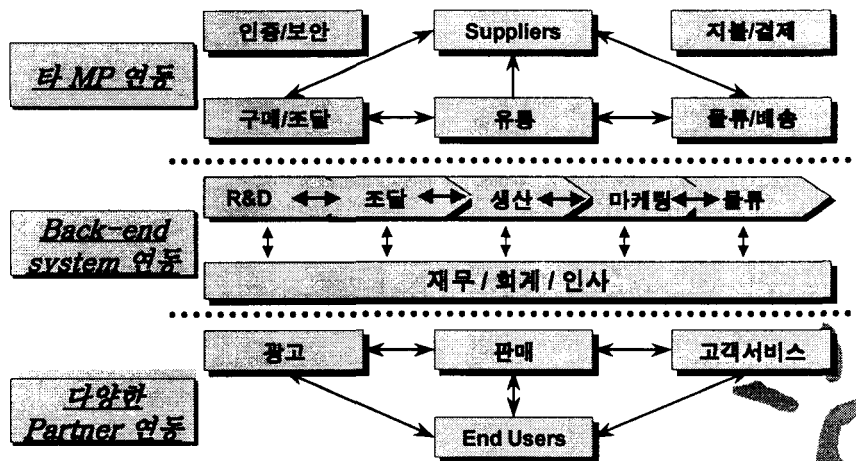 인증/보안 Suppliers 지불/결제
타 MP 연동
구매/조달 유통 물류/배송
R&D 조달 생산 마케팅 물류
Back-end
system 연동
재무 / 회계 / 인사
광고 판매 고객서비스
다양한
Partner 연동
End Users